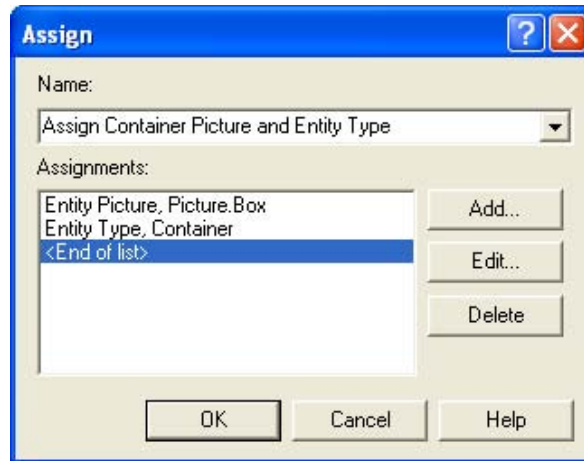 Assign
?
Name:
Assign Container Picture and Entity Type
Assignments:
Entity Picture, Picture.Box
Entity Type, Container
<End of list>
Add...
Edit...
Delete
OK
Cancel
Help